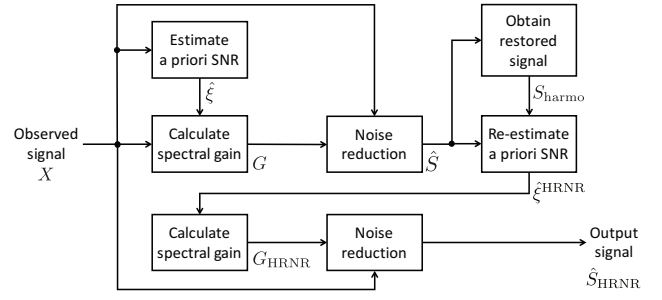 Estimate
a priori SNR
Obtain
restored
signal
ξ̂
S_harmo
Observed
signal
X
Calculate
spectral gain
G
Noise
reduction
Ŝ
Re-estimate
a priori SNR
ξ̂^HRNR
Calculate
spectral gain
G_HRNR
Noise
reduction
Output
signal
Ŝ_HRNR